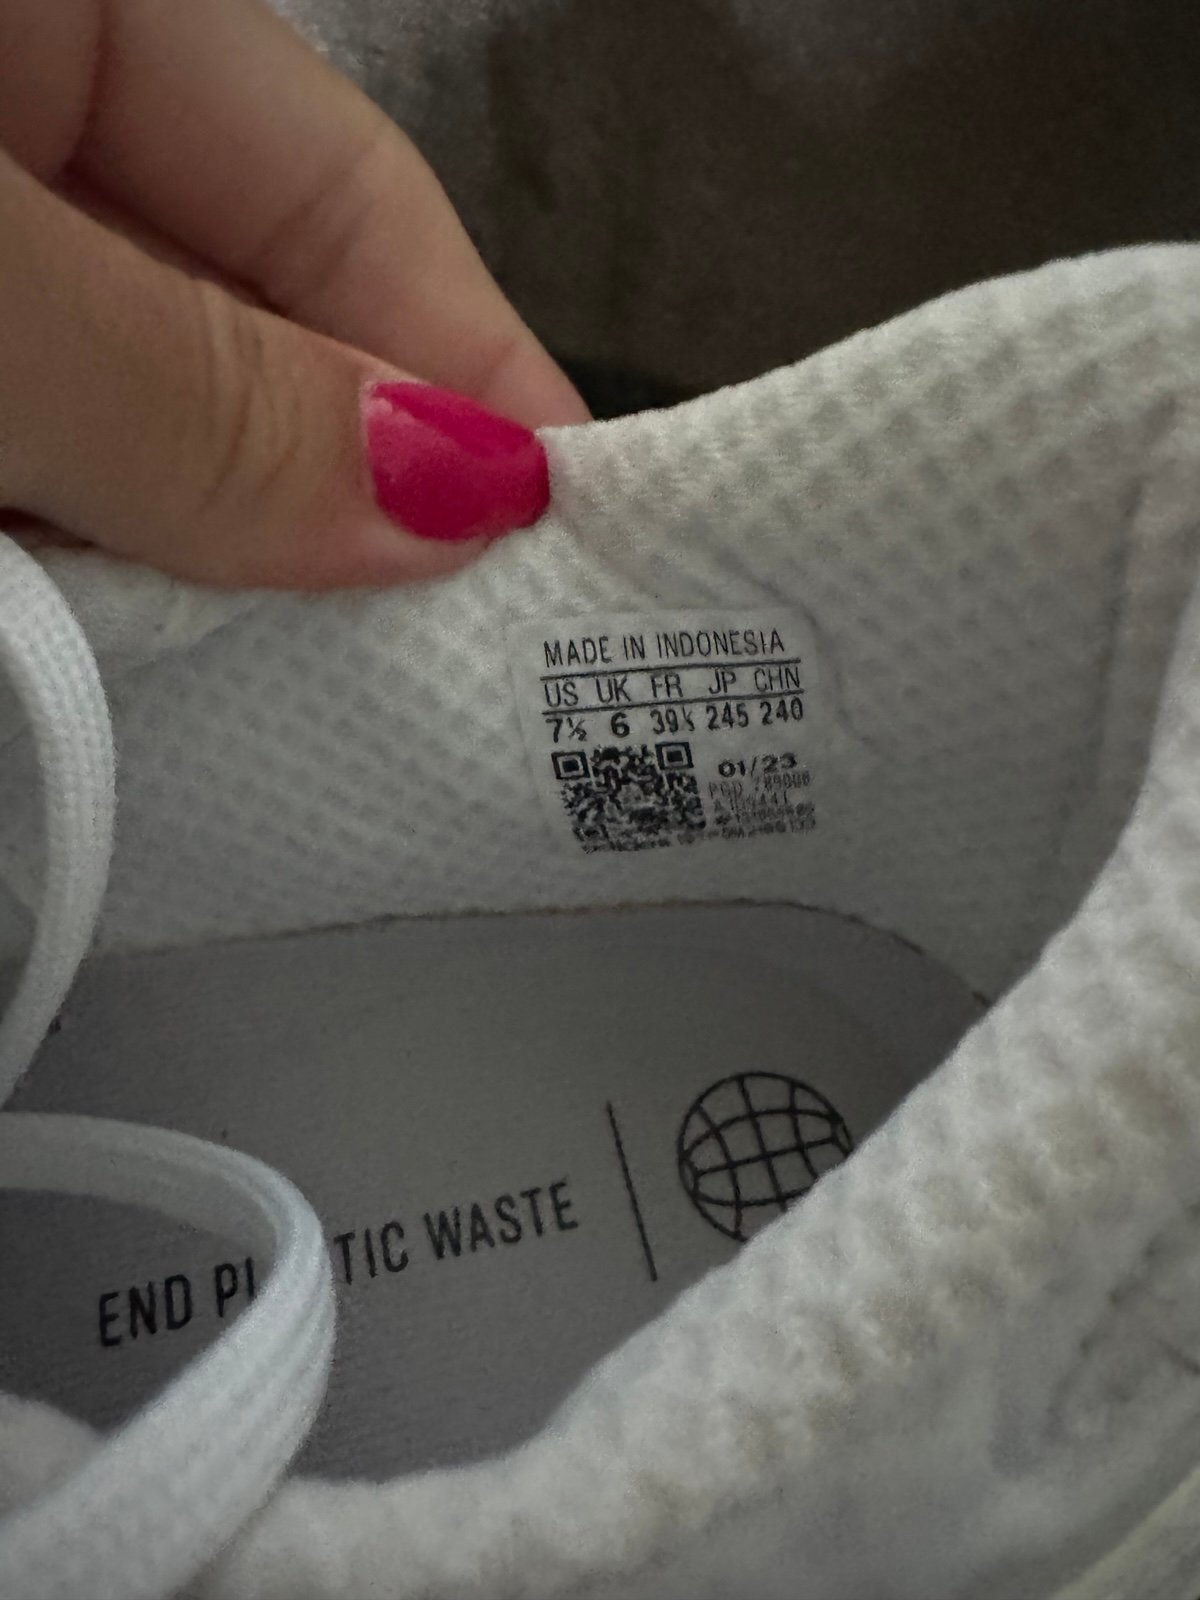 MADE IN INDONESIA
US UK FR JP CHN
7½ 6 39⅓ 245 240
01/23
END PL TIC WASTE